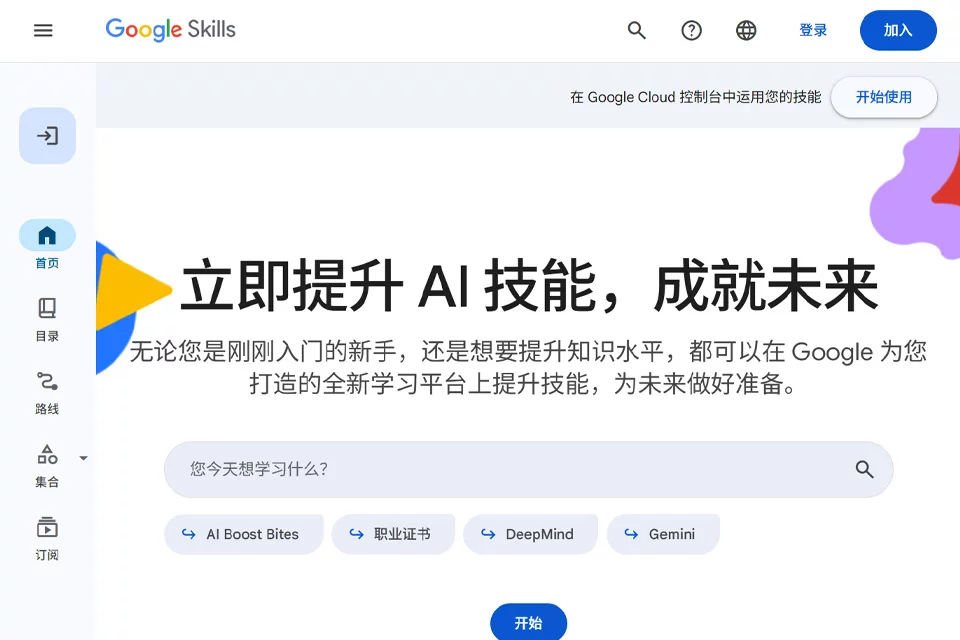 Google Skills
登录
加入
在 Google Cloud 控制台中运用您的技能
开始使用
首页
目录
路线
集合
订阅
立即提升 AI 技能，成就未来
无论您是刚刚入门的新手，还是想要提升知识水平，都可以在 Google 为您
打造的全新学习平台上提升技能，为未来做好准备。
您今天想学习什么？
AI Boost Bites
职业证书
DeepMind
Gemini
开始